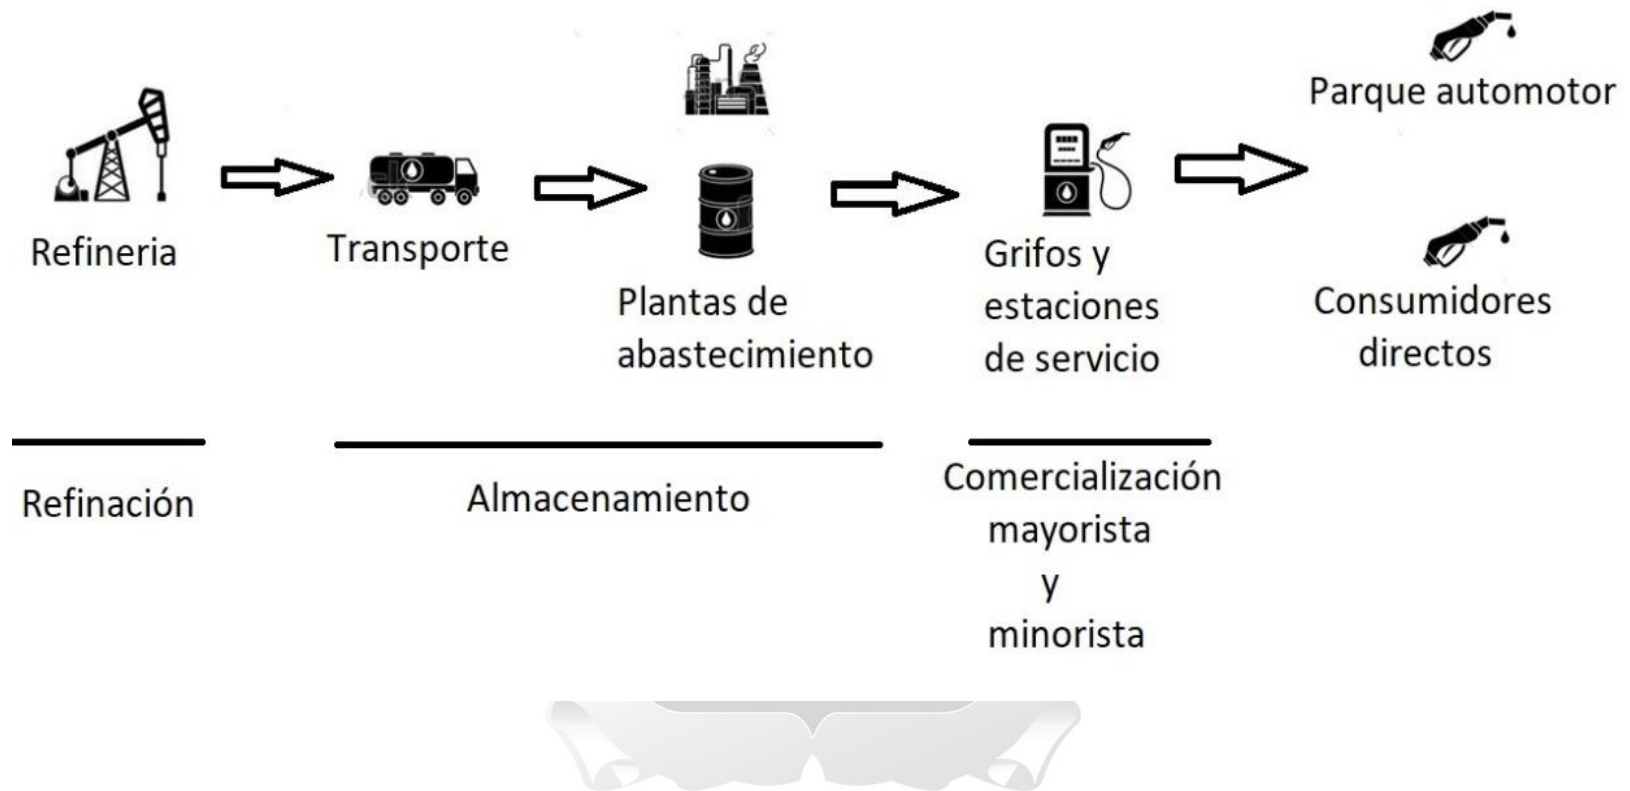 Refineria
Transporte
Plantas de
abastecimiento
Grifos y
estaciones
de servicio
Parque automotor
Consumidores
directos
Refinación
Almacenamiento
Comercialización
mayorista
y
minorista